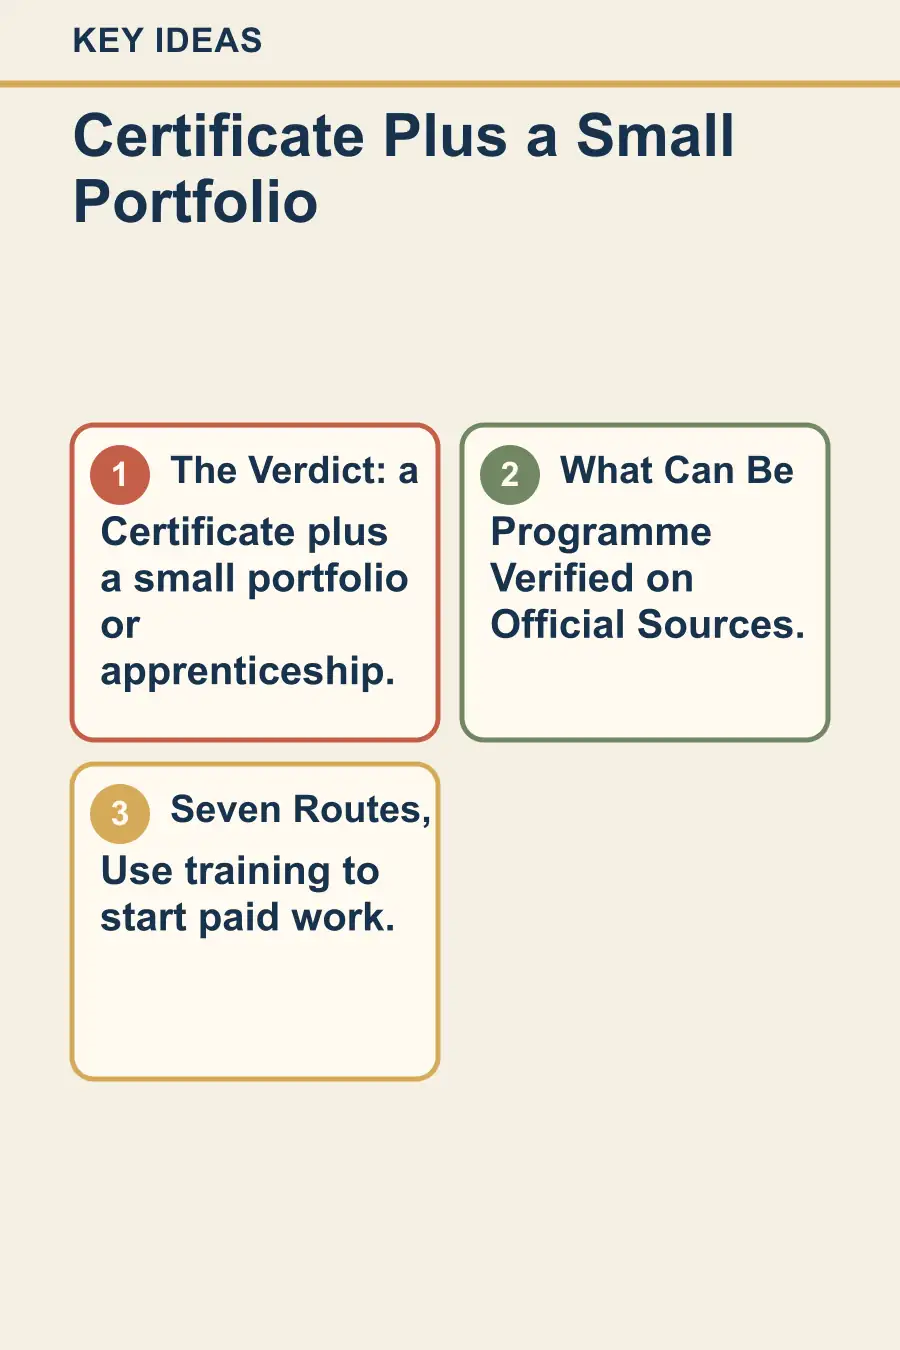 KEY IDEAS
Certificate Plus a Small
Portfolio
1 The Verdict: a
Certificate plus
a small portfolio
or
apprenticeship.
2 What Can Be
Programme
Verified on
Official Sources.
3 Seven Routes,
Use training to
start paid work.